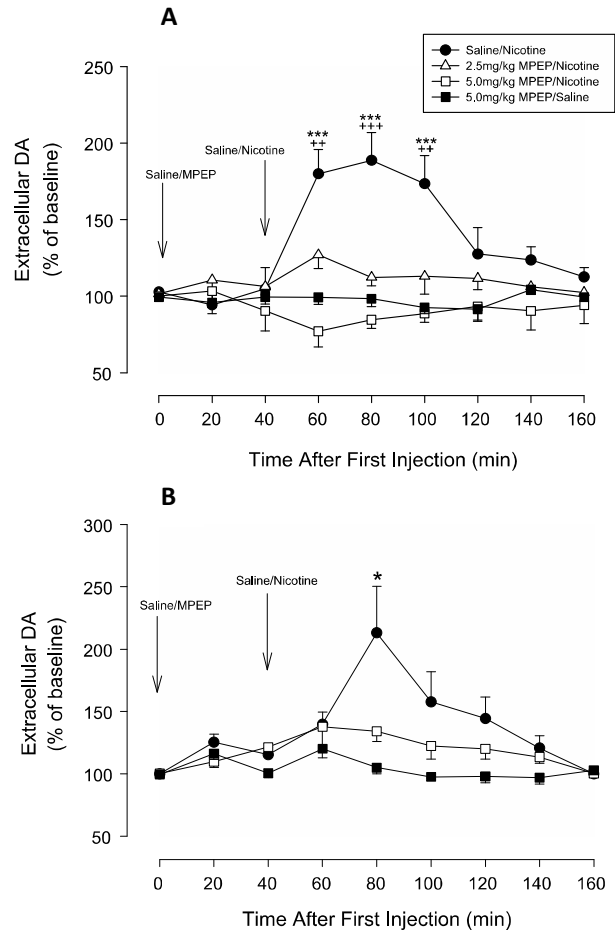 A
Saline/Nicotine
2.5mg/kg MPEP/Nicotine
5.0mg/kg MPEP/Nicotine
5.0mg/kg MPEP/Saline
Extracellular DA
(% of baseline)
250
200
150
100
50
Saline/MPEP
Saline/Nicotine
***
++
***
+++
***
++
0 20 40 60 80 100 120 140 160
Time After First Injection (min)
B
Extracellular DA
(% of baseline)
300
250
200
150
100
50
Saline/MPEP
Saline/Nicotine
*
0 20 40 60 80 100 120 140 160
Time After First Injection (min)